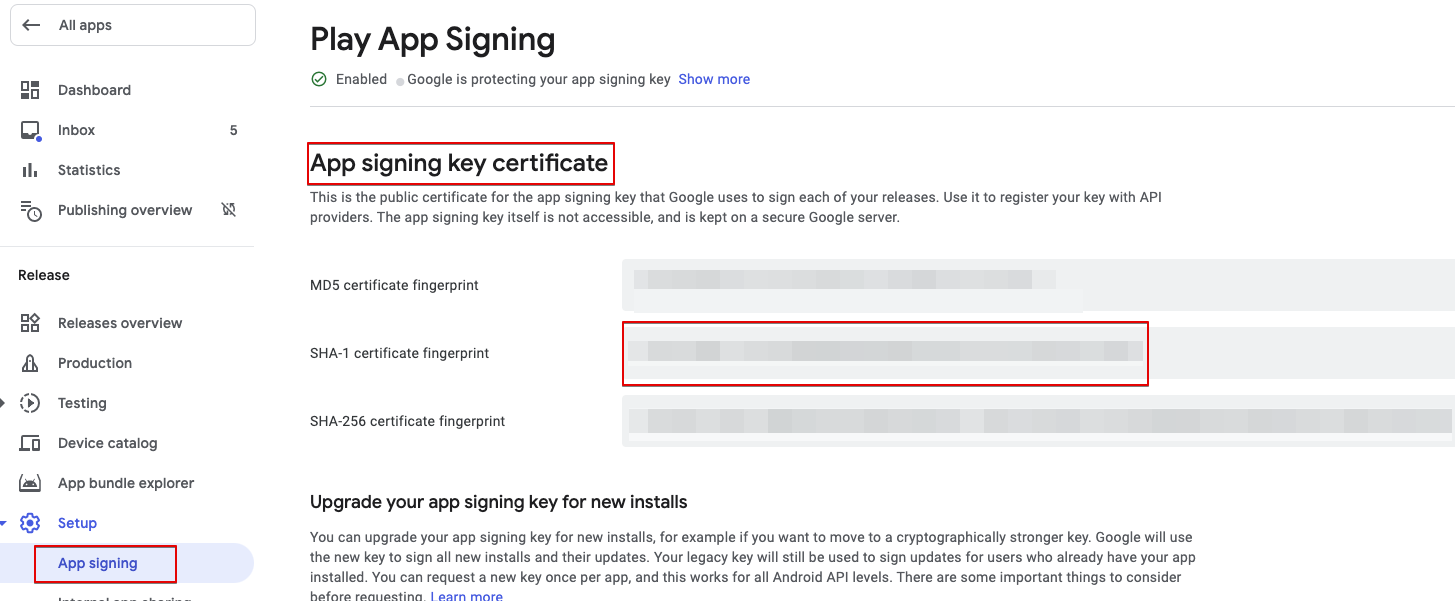 All apps
Dashboard
Inbox 5
Statistics
Publishing overview
Release
Releases overview
Production
Testing
Device catalog
App bundle explorer
Setup
App signing
Internal app sharing
Play App Signing
Enabled Google is protecting your app signing key Show more
App signing key certificate
This is the public certificate for the app signing key that Google uses to sign each of your releases. Use it to register your key with API
providers. The app signing key itself is not accessible, and is kept on a secure Google server.
MD5 certificate fingerprint
SHA-1 certificate fingerprint
SHA-256 certificate fingerprint
Upgrade your app signing key for new installs
You can upgrade your app signing key for new installs, for example if you want to move to a cryptographically stronger key. Google will use
the new key to sign all new installs and their updates. Your legacy key will still be used to sign updates for users who already have your app
installed. You can request a new key once per app, and this works for all Android API levels. There are some important things to consider
before requesting. Learn more